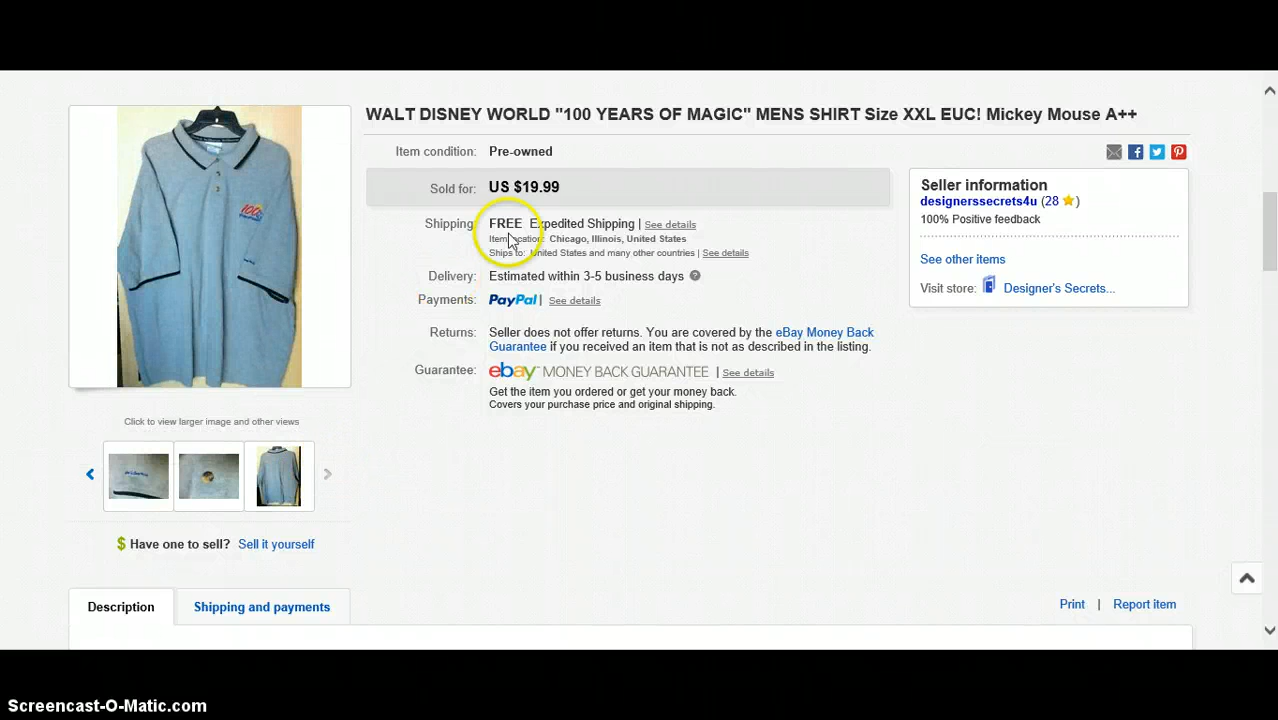 WALT DISNEY WORLD "100 YEARS OF MAGIC" MENS SHIRT Size XXL EUC! Mickey Mouse A++
Item condition: Pre-owned
Sold for: US $19.99
Shipping: FREE Expedited Shipping | See details
Item location: Chicago, Illinois, United States
Ships to: United States and many other countries | See details
Delivery: Estimated within 3-5 business days ?
Payments: PayPal | See details
Returns: Seller does not offer returns. You are covered by the eBay Money Back
Guarantee if you received an item that is not as described in the listing.
Guarantee: ebay MONEY BACK GUARANTEE | See details
Get the item you ordered or get your money back.
Covers your purchase price and original shipping.
Seller information
designerssecrets4u (28 )
100% Positive feedback
See other items
Visit store: Designer's Secrets...
100
Click to view larger image and other views
$ Have one to sell? Sell it yourself
Description
Shipping and payments
Print | Report item
Screencast-O-Matic.com